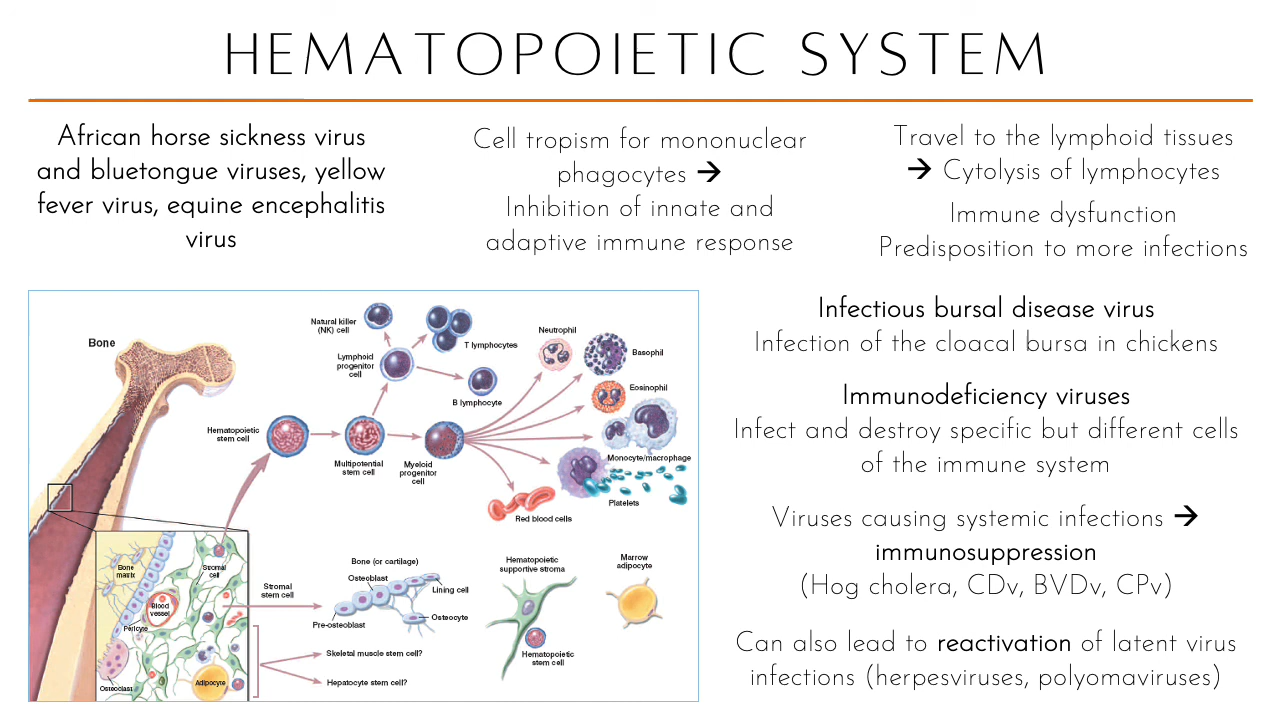 HEMATOPOIETIC SYSTEM
African horse sickness virus
and bluetongue viruses, yellow
fever virus, equine encephalitis
virus
Cell tropism for mononuclear
phagocytes →
Inhibition of innate and
adaptive immune response
Travel to the lymphoid tissues
→ Cytolysis of lymphocytes
Immune dysfunction
Predisposition to more infections
Bone
Natural killer
(NK) cell
T lymphocytes
Lymphoid
progenitor
cell
B lymphocyte
Neutrophil
Basophil
Eosinophil
Hematopoietic
stem cell
Multipotential
stem cell
Myeloid
progenitor
cell
Monocyte/macrophage
Platelets
Red blood cells
Bone
matrix
Stromal
cell
Blood
vessel
Pericyte
Osteoclast
Adipocyte
Stromal
stem cell
Bone (or cartilage)
Osteoblast
Lining cell
Pre-osteoblast
Osteocyte
Skeletal muscle stem cell?
Hepatocyte stem cell?
Hematopoietic
supportive stroma
Hematopoietic
stem cell
Marrow
adipocyte
Infectious bursal disease virus
Infection of the cloacal bursa in chickens
Immunodeficiency viruses
Infect and destroy specific but different cells
of the immune system
Viruses causing systemic infections →
immunosuppression
(Hog cholera, CDv, BVDv, CPv)
Can also lead to reactivation of latent virus
infections (herpesviruses, polyomaviruses)